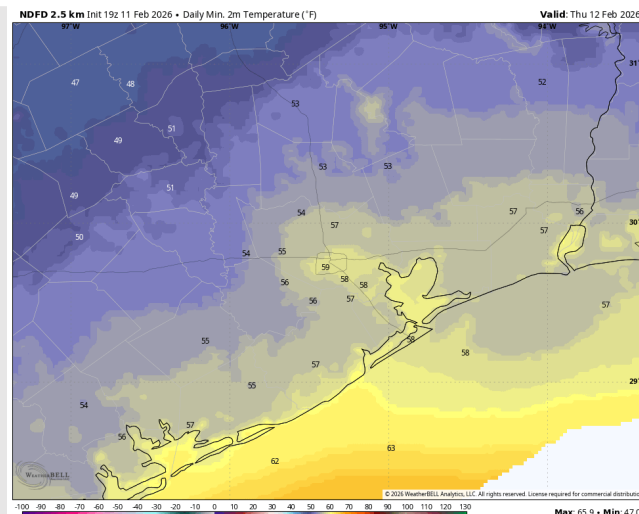 NDFD 2.5 km Init 19z 11 Feb 2026 • Daily Min. 2m Temperature (°F)
Valid: Thu 12 Feb 2026
97°W 96°W 95°W 94°W
31°
47 48 52
53
51
49
53 53
51
49
54 57 56
57 30°
57
50
54 55
59
56 58 58
56 57 57
58
55 58
57
29°
55
54
57
56
63
62
WEATHERBELL
© 2026 WeatherBELL Analytics, LLC. All rights reserved. License required for commercial distributio
-100 -90 -80 -70 -60 -50 -40 -30 -20 -10 0 10 20 30 40 50 60 70 80 90 100 110 120 130
Max: 65.9 • Min: 47.0